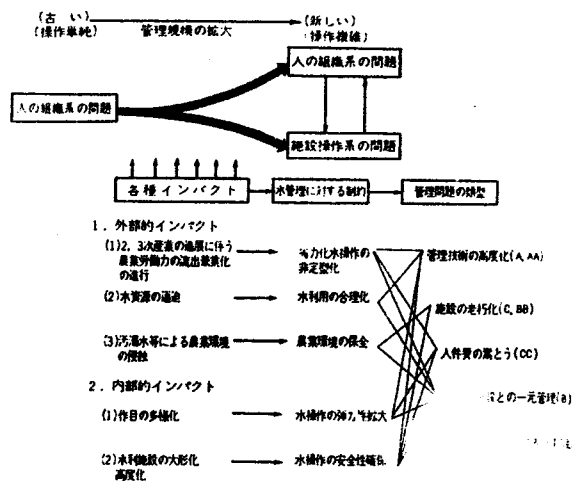 (古 い)
(操作単純)
管理規模の拡大
(新しい)
(操作複雑)
人の組織系の問題
人の組織系の問題
施設操作系の問題
各種インパクト
水管理に対する制約
管理問題の類型
1．外部的インパクト
(1)2, 3次産業の進展に伴う
農業労働力の流出兼業化
の進行
省力化水操作の
非定型化
管理技術の高度化(A, AA)
(2)水資源の逼迫
水利用の合理化
施設の老朽化(C, BB)
(3)汚濁水等による農業環境
の侵蝕
農業環境の保全
人件費の高とう(CC)
2．内部的インパクト
との一元管理(B)
(1)作目の多様化
水操作の弾力性拡大
(2)水利施設の大形化
高度化
水操作の安全性確保